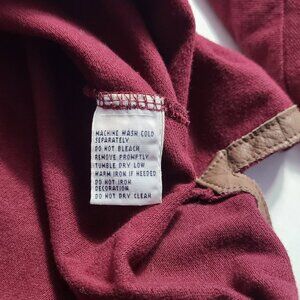 MACHINE WASH COLD
SEPARATELY
DO NOT BLEACH
REMOVE PROMPTLY
TUMBLE DRY LOW
WARM IRON IF NEEDED
DO NOT IRON
DECORATION
DO NOT DRY CLEAN